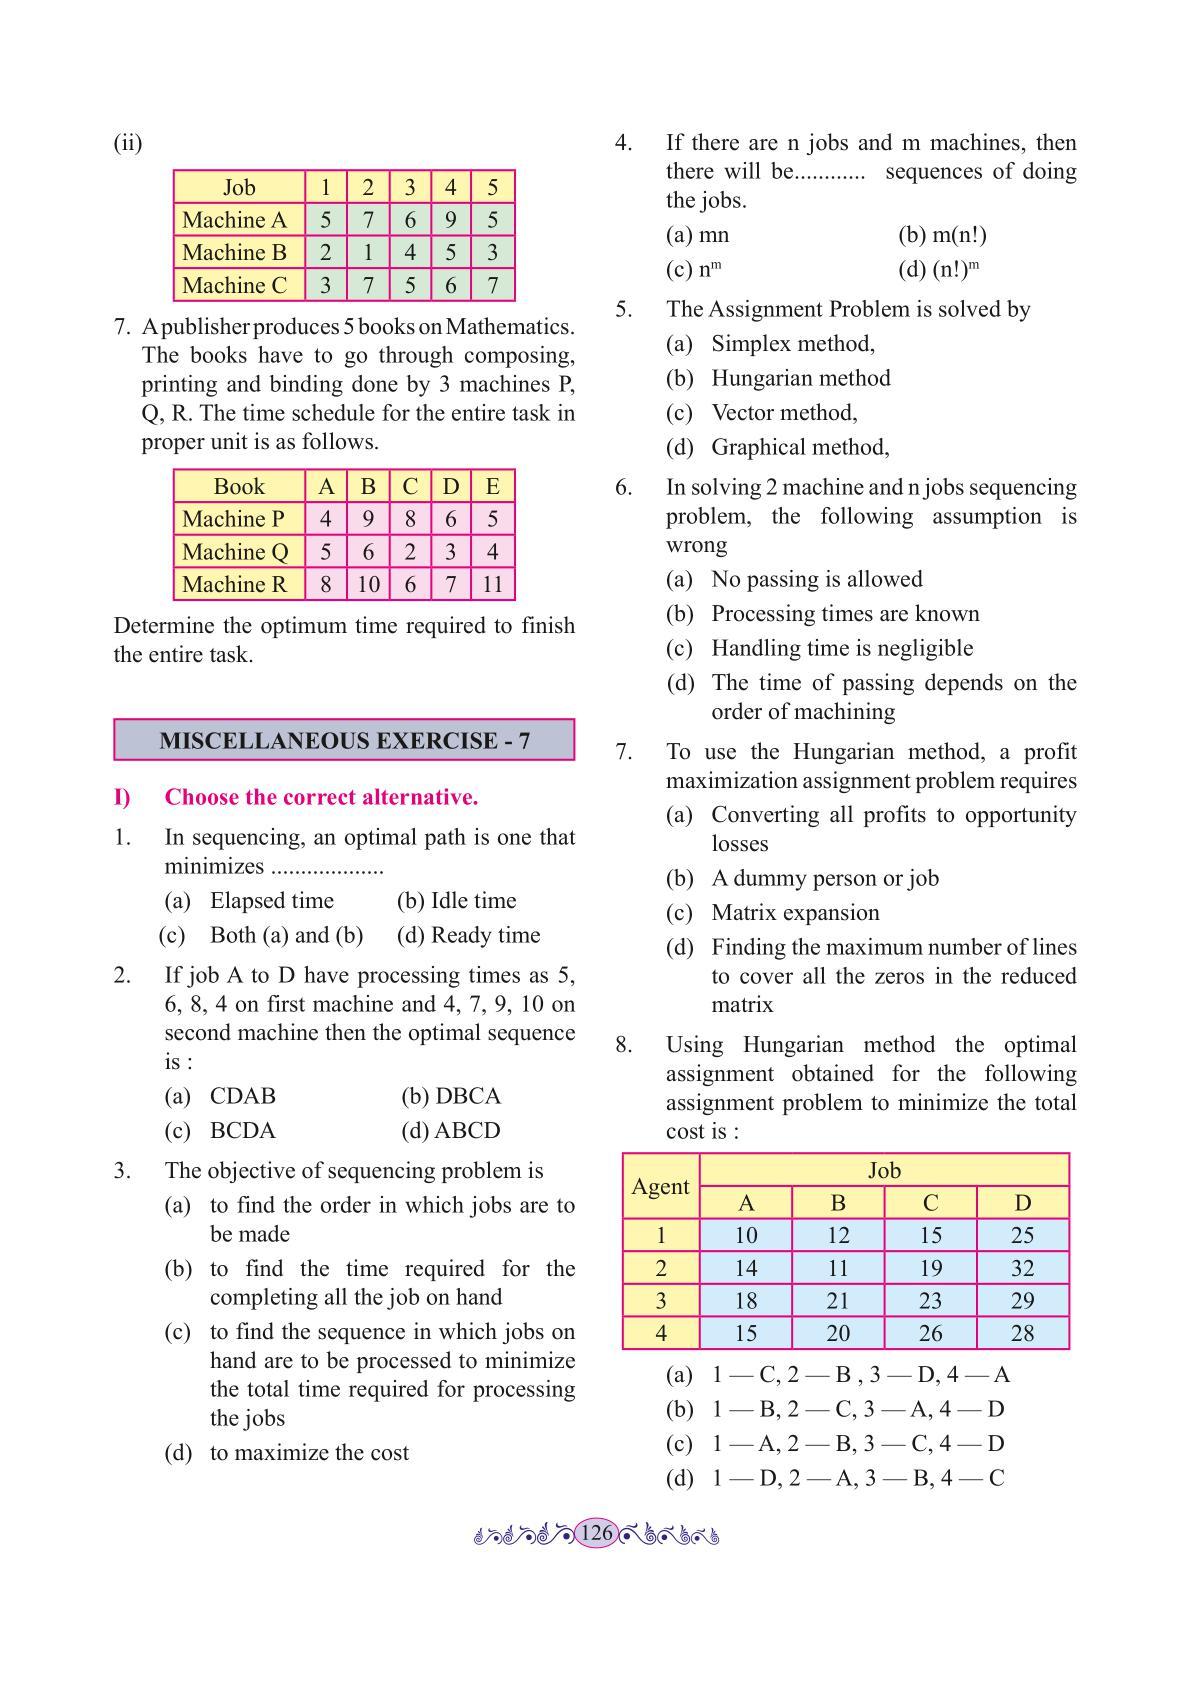 (ii)
Job 1 2 3 4 5
Machine A 5 7 6 9 5
Machine B 2 1 4 5 3
Machine C 3 7 5 6 7
7. A publisher produces 5 books on Mathematics.
The books have to go through composing,
printing and binding done by 3 machines P,
Q, R. The time schedule for the entire task in
proper unit is as follows.
Book A B C D E
Machine P 4 9 8 6 5
Machine Q 5 6 2 3 4
Machine R 8 10 6 7 11
Determine the optimum time required to finish
the entire task.
MISCELLANEOUS EXERCISE - 7
I) Choose the correct alternative.
1. In sequencing, an optimal path is one that
minimizes ...................
(a) Elapsed time (b) Idle time
(c) Both (a) and (b) (d) Ready time
2. If job A to D have processing times as 5,
6, 8, 4 on first machine and 4, 7, 9, 10 on
second machine then the optimal sequence
is :
(a) CDAB (b) DBCA
(c) BCDA (d) ABCD
3. The objective of sequencing problem is
(a) to find the order in which jobs are to
be made
(b) to find the time required for the
completing all the job on hand
(c) to find the sequence in which jobs on
hand are to be processed to minimize
the total time required for processing
the jobs
(d) to maximize the cost
4. If there are n jobs and m machines, then
there will be............ sequences of doing
the jobs.
(a) mn (b) m(n!)
(c) nᵐ (d) (n!)ᵐ
5. The Assignment Problem is solved by
(a) Simplex method,
(b) Hungarian method
(c) Vector method,
(d) Graphical method,
6. In solving 2 machine and n jobs sequencing
problem, the following assumption is
wrong
(a) No passing is allowed
(b) Processing times are known
(c) Handling time is negligible
(d) The time of passing depends on the
order of machining
7. To use the Hungarian method, a profit
maximization assignment problem requires
(a) Converting all profits to opportunity
losses
(b) A dummy person or job
(c) Matrix expansion
(d) Finding the maximum number of lines
to cover all the zeros in the reduced
matrix
8. Using Hungarian method the optimal
assignment obtained for the following
assignment problem to minimize the total
cost is :
Agent Job
A B C D
1 10 12 15 25
2 14 11 19 32
3 18 21 23 29
4 15 20 26 28
(a) 1 — C, 2 — B , 3 — D, 4 — A
(b) 1 — B, 2 — C, 3 — A, 4 — D
(c) 1 — A, 2 — B, 3 — C, 4 — D
(d) 1 — D, 2 — A, 3 — B, 4 — C
126